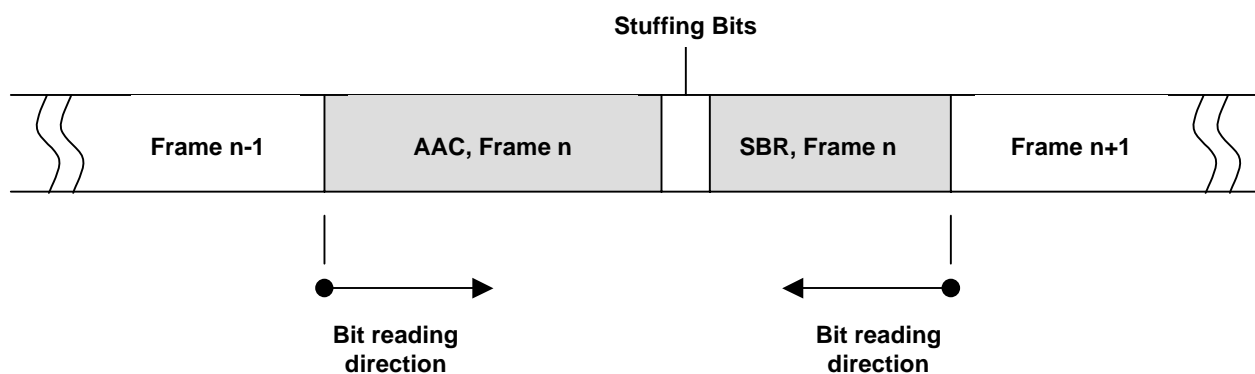 Stuffing Bits
Frame n-1
AAC, Frame n
SBR, Frame n
Frame n+1
Bit reading
direction
Bit reading
direction